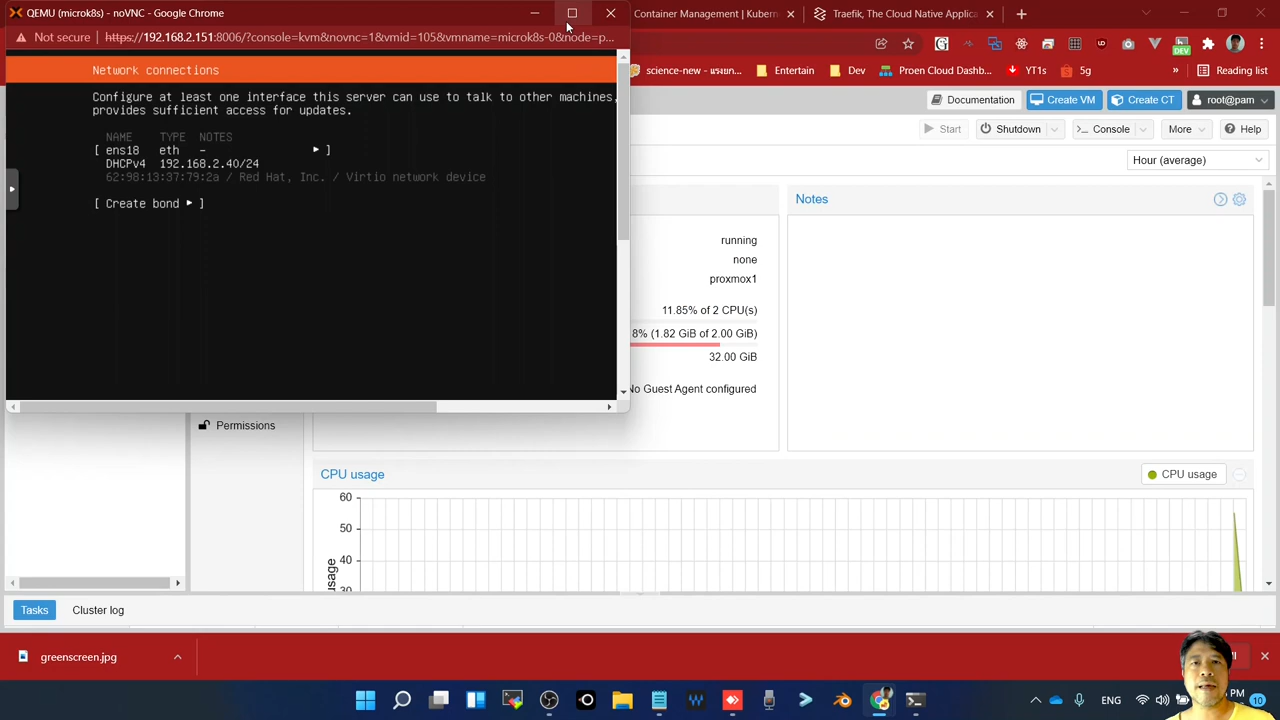 QEMU (microk8s) - noVNC - Google Chrome
Not secure
https://192.168.2.151:8006/?console=kvm&novnc=1&vmid=105&vmname=microk8s-0&node=p...
Network connections
Configure at least one interface this server can use to talk to other machines,
provides sufficient access for updates.
NAME TYPE NOTES
[ ens18 eth – ▸ ]
DHCPv4 192.168.2.40/24
62:98:13:37:79:2a / Red Hat, Inc. / Virtio network device
[ Create bond ▸ ]
Container Management | Kubern
Traefik, The Cloud Native Applica
science-new – แรงยก...
Entertain
Dev
Proen Cloud Dashb...
YT1s
5g
»
Reading list
Documentation
Create VM
Create CT
root@pam
Start
Shutdown
Console
More
Help
Hour (average)
Notes
running
none
proxmox1
11.85% of 2 CPU(s)
8% (1.82 GiB of 2.00 GiB)
32.00 GiB
No Guest Agent configured
Permissions
CPU usage
CPU usage
60
50
40
30
usage
Tasks
Cluster log
greenscreen.jpg
ENG
PM
10